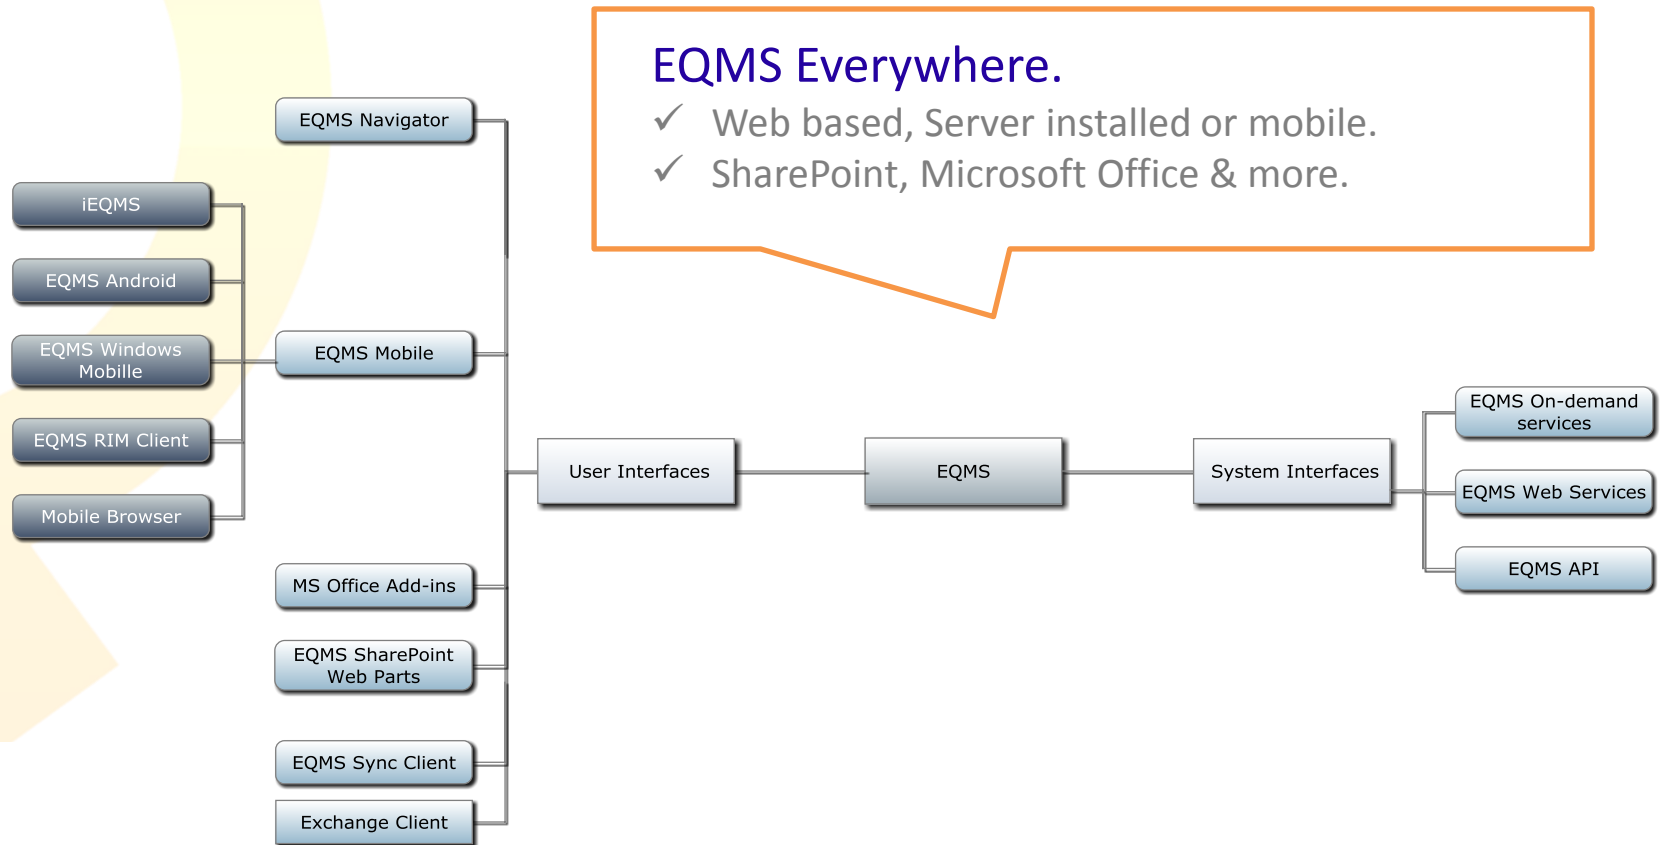 EQMS Everywhere.
✓ Web based, Server installed or mobile.
✓ SharePoint, Microsoft Office & more.
EQMS Navigator
iEQMS
EQMS Android
EQMS Windows
Mobille
EQMS RIM Client
Mobile Browser
EQMS Mobile
MS Office Add-ins
EQMS SharePoint
Web Parts
EQMS Sync Client
Exchange Client
User Interfaces
EQMS
System Interfaces
EQMS On-demand
services
EQMS Web Services
EQMS API